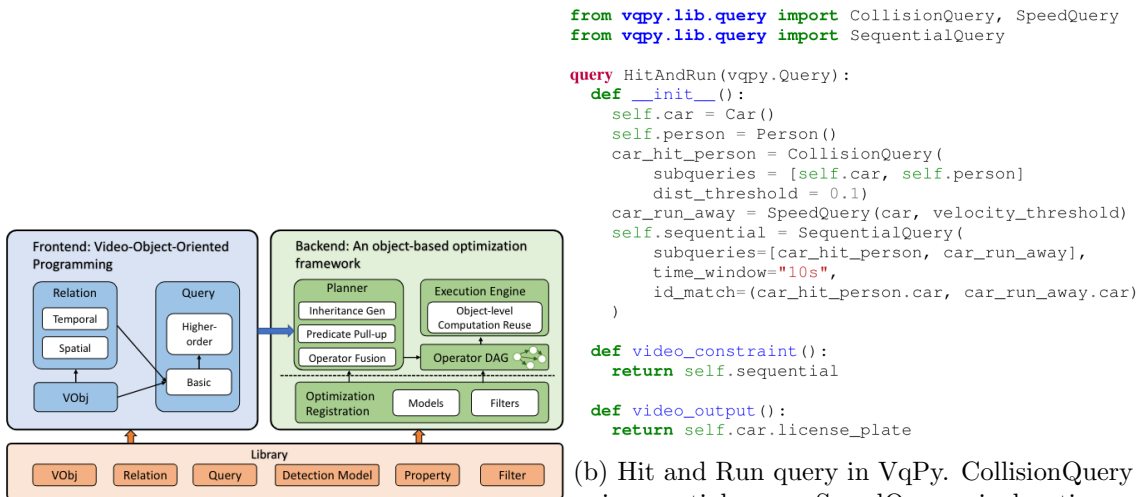 Frontend: Video-Object-Oriented
Programming
Relation
Temporal
Spatial
VObj
Query
Higher-
order
Basic
Backend: An object-based optimization
framework
Planner
Inheritance Gen
Predicate Pull-up
Operator Fusion
Execution Engine
Object-level
Computation Reuse
Operator DAG
Optimization
Registration
Models
Filters
Library
VObj
Relation
Query
Detection Model
Property
Filter
from vqpy.lib.query import CollisionQuery, SpeedQuery
from vqpy.lib.query import SequentialQuery
query HitAndRun(vqpy.Query):
def __init__():
self.car = Car()
self.person = Person()
car_hit_person = CollisionQuery(
subqueries = [self.car, self.person]
dist_threshold = 0.1)
car_run_away = SpeedQuery(car, velocity_threshold)
self.sequential = SequentialQuery(
subqueries=[car_hit_person, car_run_away],
time_window="10s",
id_match=(car_hit_person.car, car_run_away.car)
)
def video_constraint():
return self.sequential
def video_output():
return self.car.license_plate
(b) Hit and Run query in VqPy. CollisionQuery